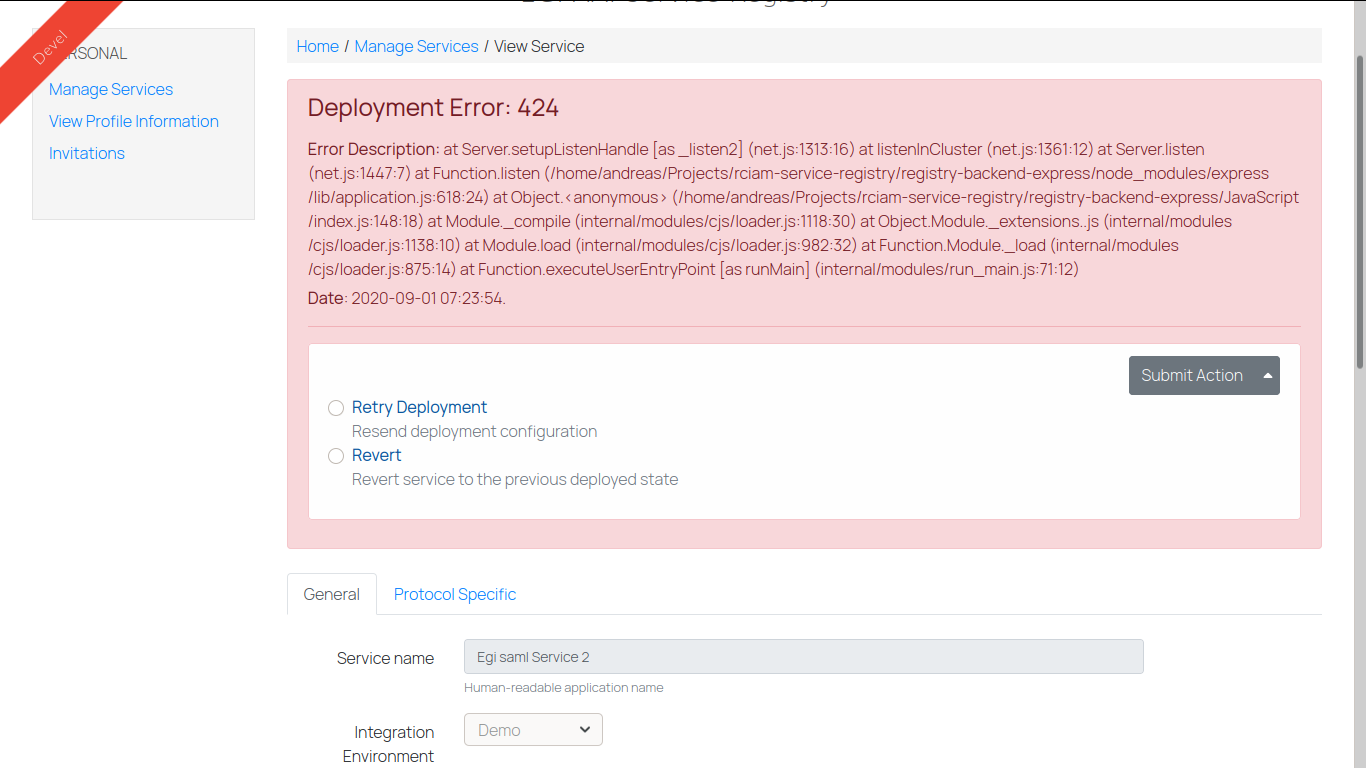 Devel
PERSONAL
Manage Services
View Profile Information
Invitations
Home / Manage Services / View Service
Deployment Error: 424
Error Description: at Server.setupListenHandle [as _listen2] (net.js:1313:16) at listenInCluster (net.js:1361:12) at Server.listen
(net.js:1447:7) at Function.listen (/home/andreas/Projects/rciam-service-registry/registry-backend-express/node_modules/express
/lib/application.js:618:24) at Object.<anonymous> (/home/andreas/Projects/rciam-service-registry/registry-backend-express/JavaScript
/index.js:148:18) at Module._compile (internal/modules/cjs/loader.js:1118:30) at Object.Module._extensions..js (internal/modules
/cjs/loader.js:1138:10) at Module.load (internal/modules/cjs/loader.js:982:32) at Function.Module._load (internal/modules
/cjs/loader.js:875:14) at Function.executeUserEntryPoint [as runMain] (internal/modules/run_main.js:71:12)
Date: 2020-09-01 07:23:54.
Submit Action
Retry Deployment
Resend deployment configuration
Revert
Revert service to the previous deployed state
General
Protocol Specific
Service name
Egi saml Service 2
Human-readable application name
Integration
Environment
Demo